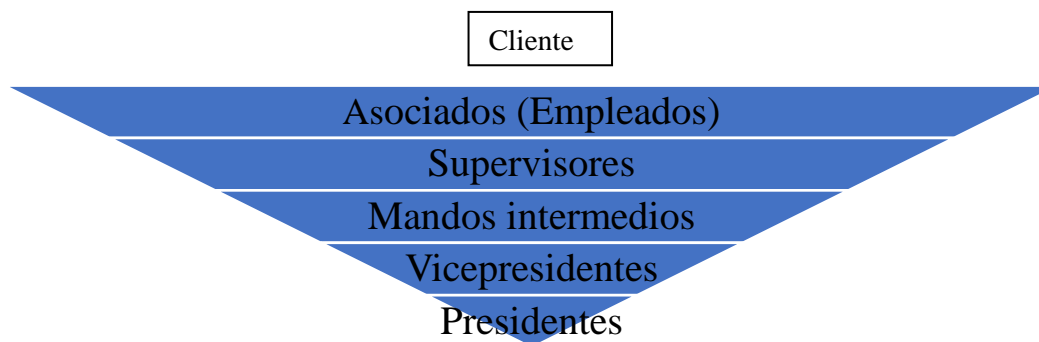 Cliente
Asociados (Empleados)
Supervisores
Mandos intermedios
Vicepresidentes
Presidentes